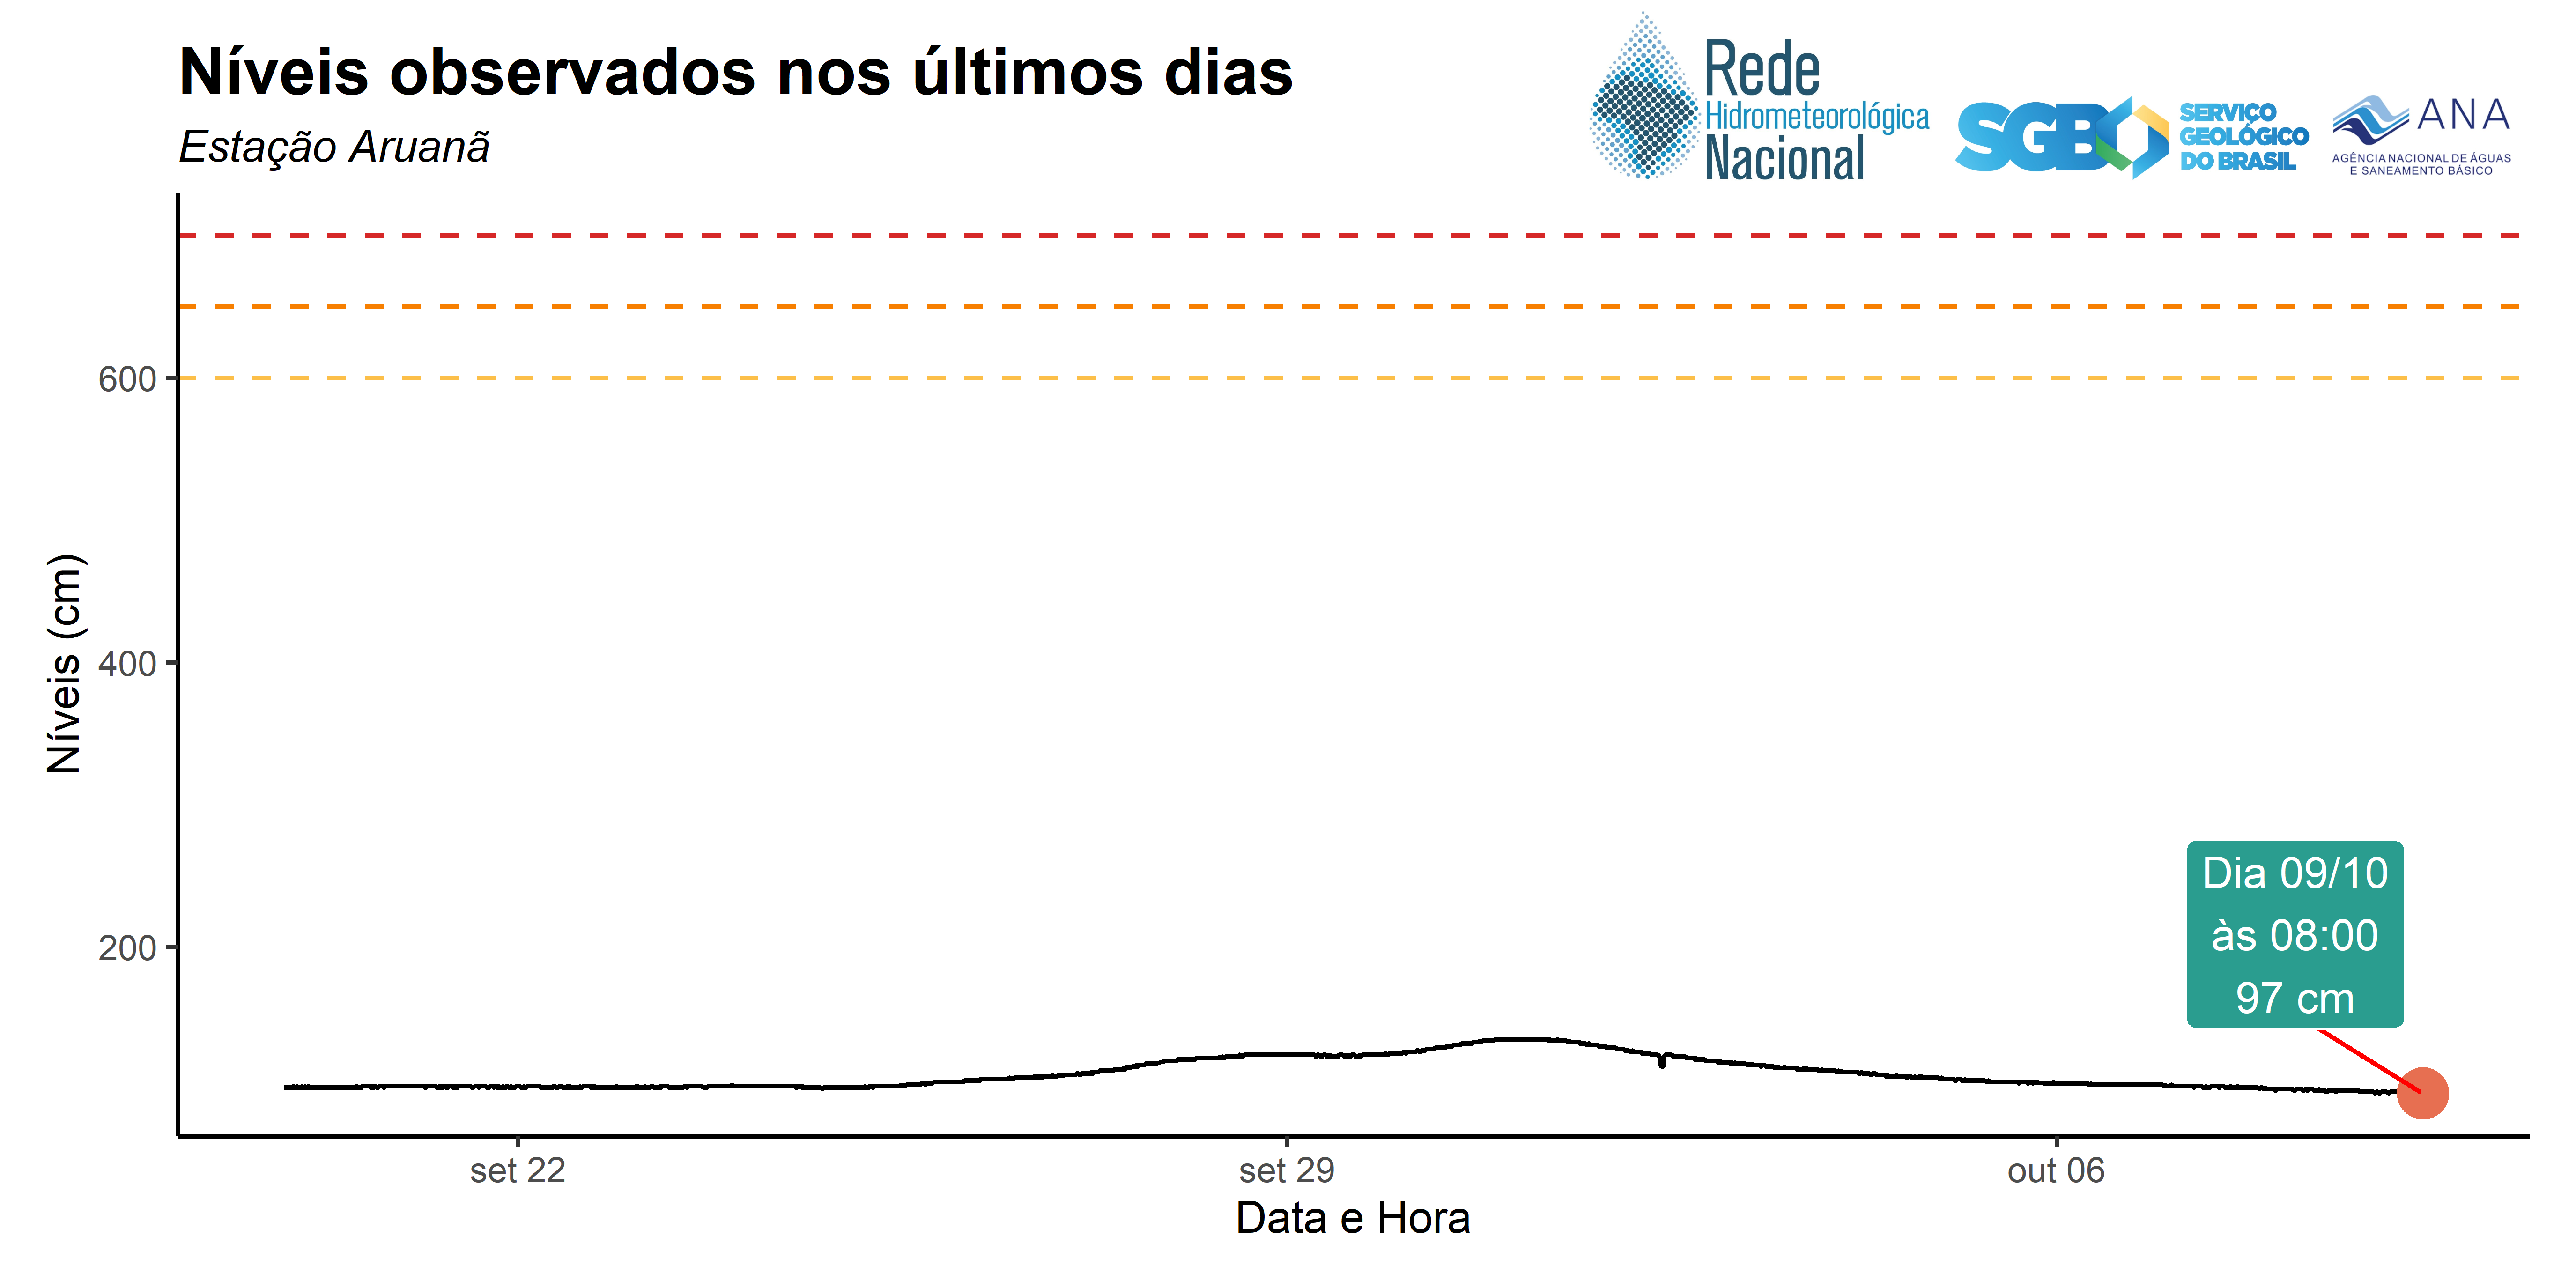 Níveis observados nos últimos dias
Estação Aruanã
Rede
Hidrometeorológica
Nacional
SGB
SERVIÇO
GEOLÓGICO
DO BRASIL
ANA
AGÊNCIA NACIONAL DE ÁGUAS
E SANEAMENTO BÁSICO
Níveis (cm)
600
400
200
Dia 09/10
às 08:00
97 cm
set 22
set 29
out 06
Data e Hora